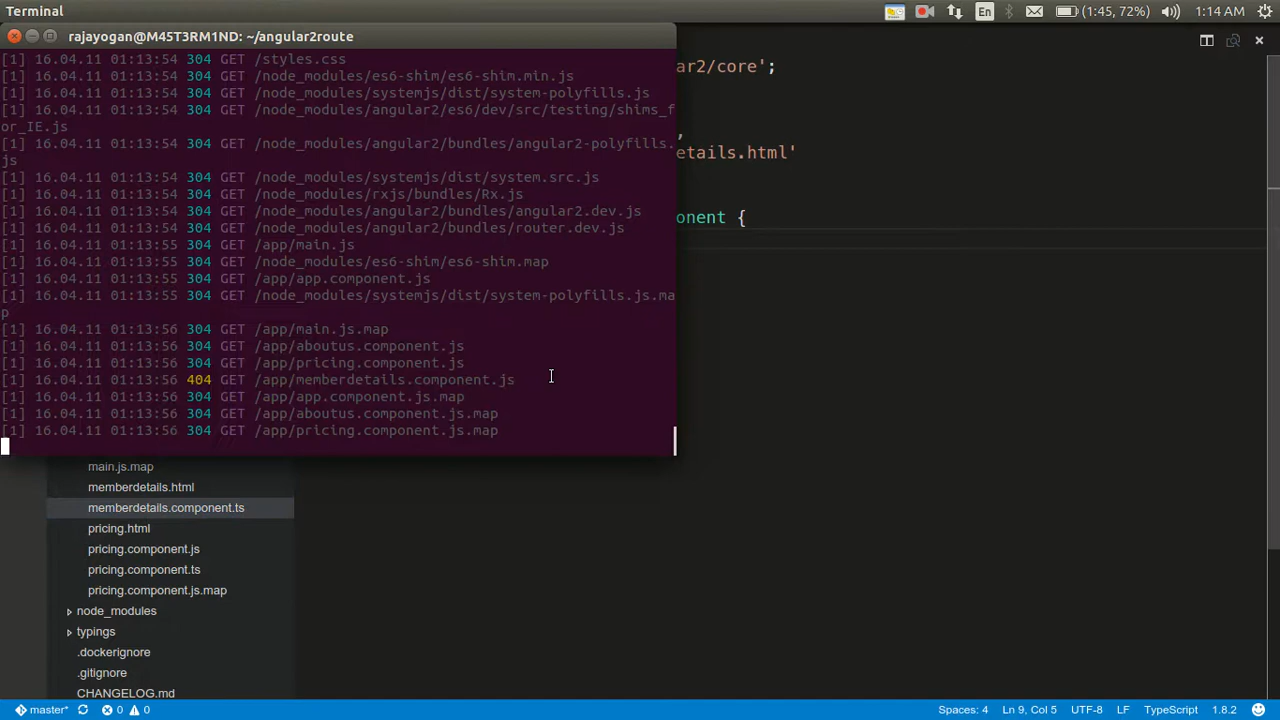 Terminal
En
(1:45, 72%)
1:14 AM
rajayogan@M45T3RM1ND: ~/angular2route
[1] 16.04.11 01:13:54 304 GET /styles.css
[1] 16.04.11 01:13:54 304 GET /node_modules/es6-shim/es6-shim.min.js
[1] 16.04.11 01:13:54 304 GET /node_modules/systemjs/dist/system-polyfills.js
[1] 16.04.11 01:13:54 304 GET /node_modules/angular2/es6/dev/src/testing/shims_f
or_IE.js
[1] 16.04.11 01:13:54 304 GET /node_modules/angular2/bundles/angular2-polyfills.
js
[1] 16.04.11 01:13:54 304 GET /node_modules/systemjs/dist/system.src.js
[1] 16.04.11 01:13:54 304 GET /node_modules/rxjs/bundles/Rx.js
[1] 16.04.11 01:13:54 304 GET /node_modules/angular2/bundles/angular2.dev.js
[1] 16.04.11 01:13:54 304 GET /node_modules/angular2/bundles/router.dev.js
[1] 16.04.11 01:13:55 304 GET /app/main.js
[1] 16.04.11 01:13:55 304 GET /node_modules/es6-shim/es6-shim.map
[1] 16.04.11 01:13:55 304 GET /app/app.component.js
[1] 16.04.11 01:13:55 304 GET /node_modules/systemjs/dist/system-polyfills.js.ma
p
[1] 16.04.11 01:13:56 304 GET /app/main.js.map
[1] 16.04.11 01:13:56 304 GET /app/aboutus.component.js
[1] 16.04.11 01:13:56 304 GET /app/pricing.component.js
[1] 16.04.11 01:13:56 404 GET /app/memberdetails.component.js
[1] 16.04.11 01:13:56 304 GET /app/app.component.js.map
[1] 16.04.11 01:13:56 304 GET /app/aboutus.component.js.map
[1] 16.04.11 01:13:56 304 GET /app/pricing.component.js.map
ar2/core';
,
etails.html'
onent {
main.js.map
memberdetails.html
memberdetails.component.ts
pricing.html
pricing.component.js
pricing.component.ts
pricing.component.js.map
node_modules
typings
.dockerignore
.gitignore
CHANGELOG.md
master* 0 0
Spaces: 4 Ln 9, Col 5 UTF-8 LF TypeScript 1.8.2